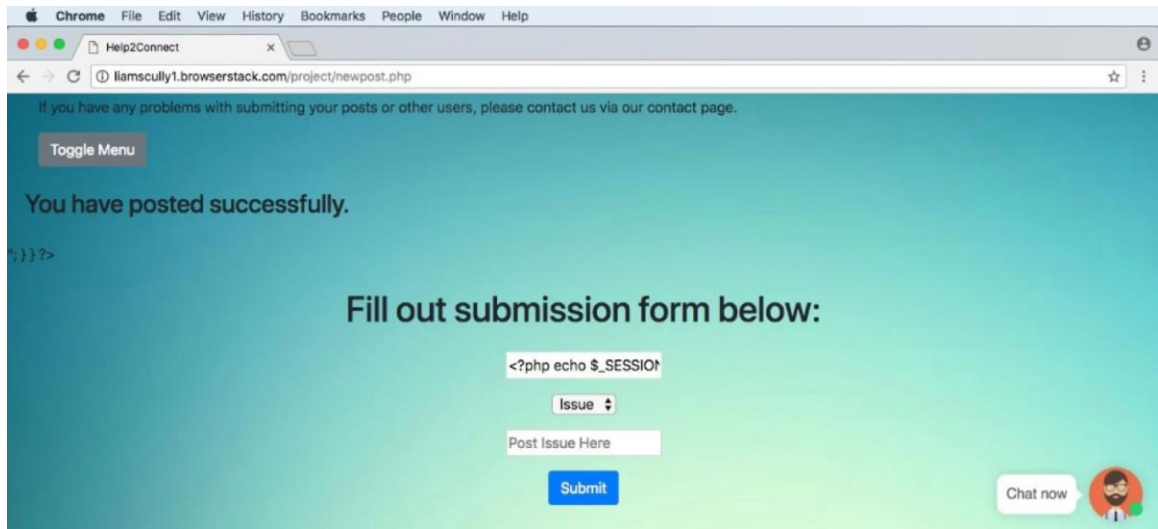 Chrome File Edit View History Bookmarks People Window Help
Help2Connect
liamscully1.browserstack.com/project/newpost.php
If you have any problems with submitting your posts or other users, please contact us via our contact page.
Toggle Menu
You have posted successfully.
";}}?>
Fill out submission form below:
<?php echo $_SESSION
Issue
Post Issue Here
Submit
Chat now